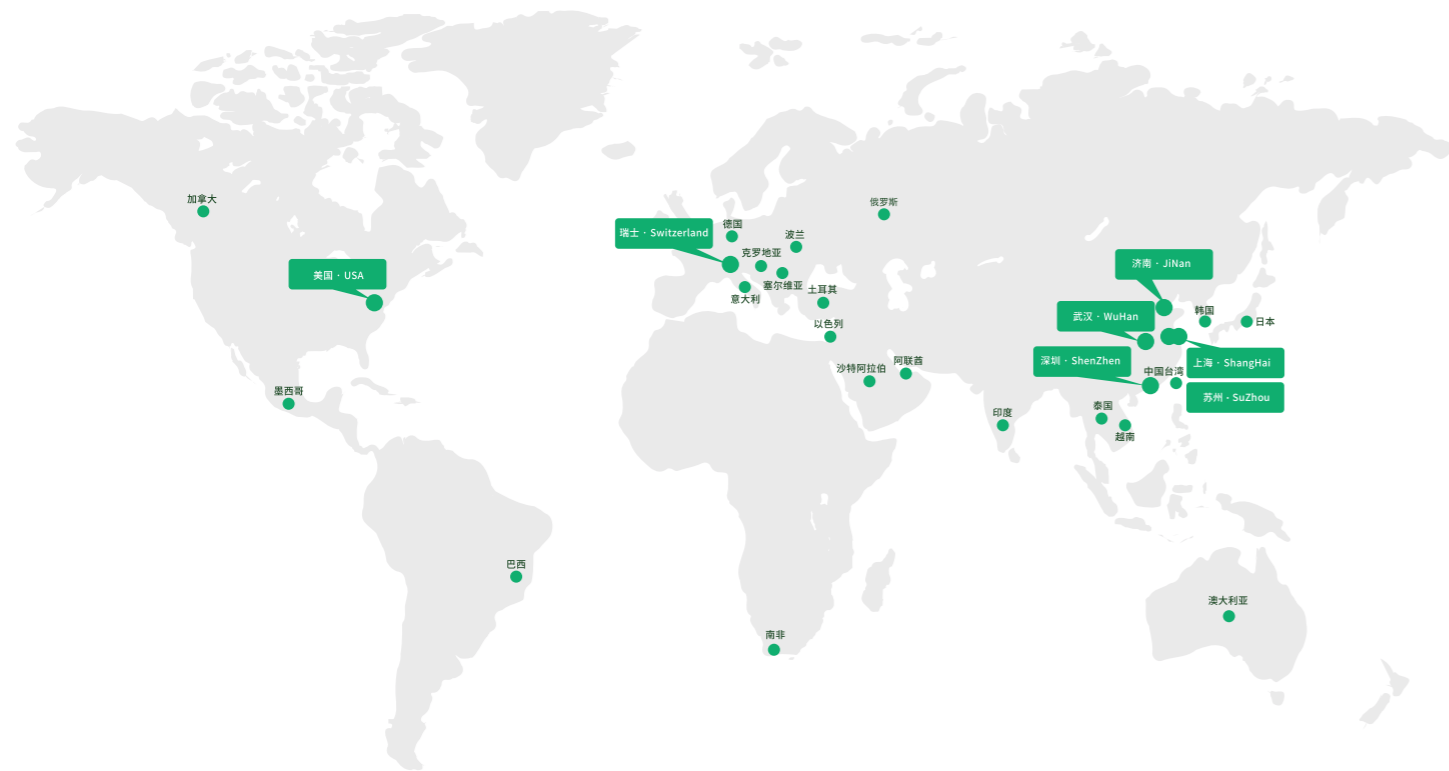 加拿大
俄罗斯
德国
瑞士 · Switzerland
波兰
克罗地亚
济南 · JiNan
美国 · USA
塞尔维亚
土耳其
意大利
韩国
武汉 · WuHan
日本
以色列
深圳 · ShenZhen
阿联酋
上海 · ShangHai
沙特阿拉伯
中国台湾
墨西哥
苏州 · SuZhou
泰国
印度
越南
巴西
澳大利亚
南非